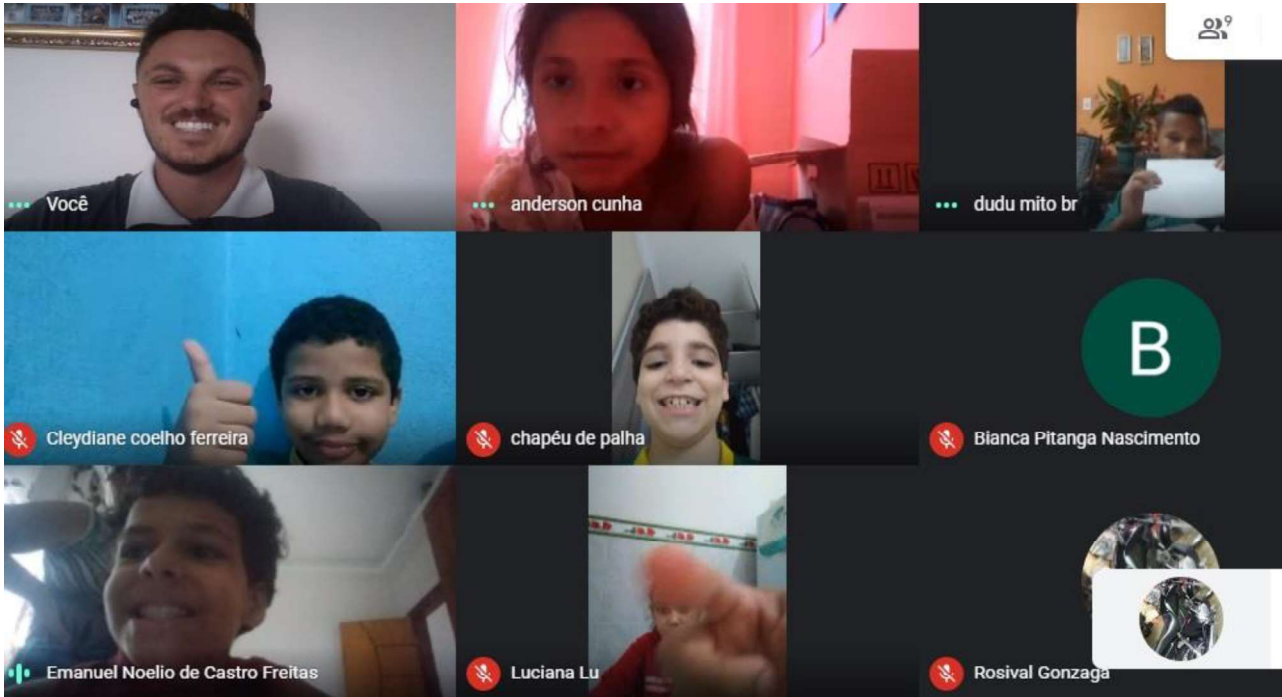 9
Você
anderson cunha
dudu mito br
Cleydiane coelho ferreira
chapéu de palha
B
Bianca Pitanga Nascimento
Emanuel Noelio de Castro Freitas
Luciana Lu
Rosival Gonzaga